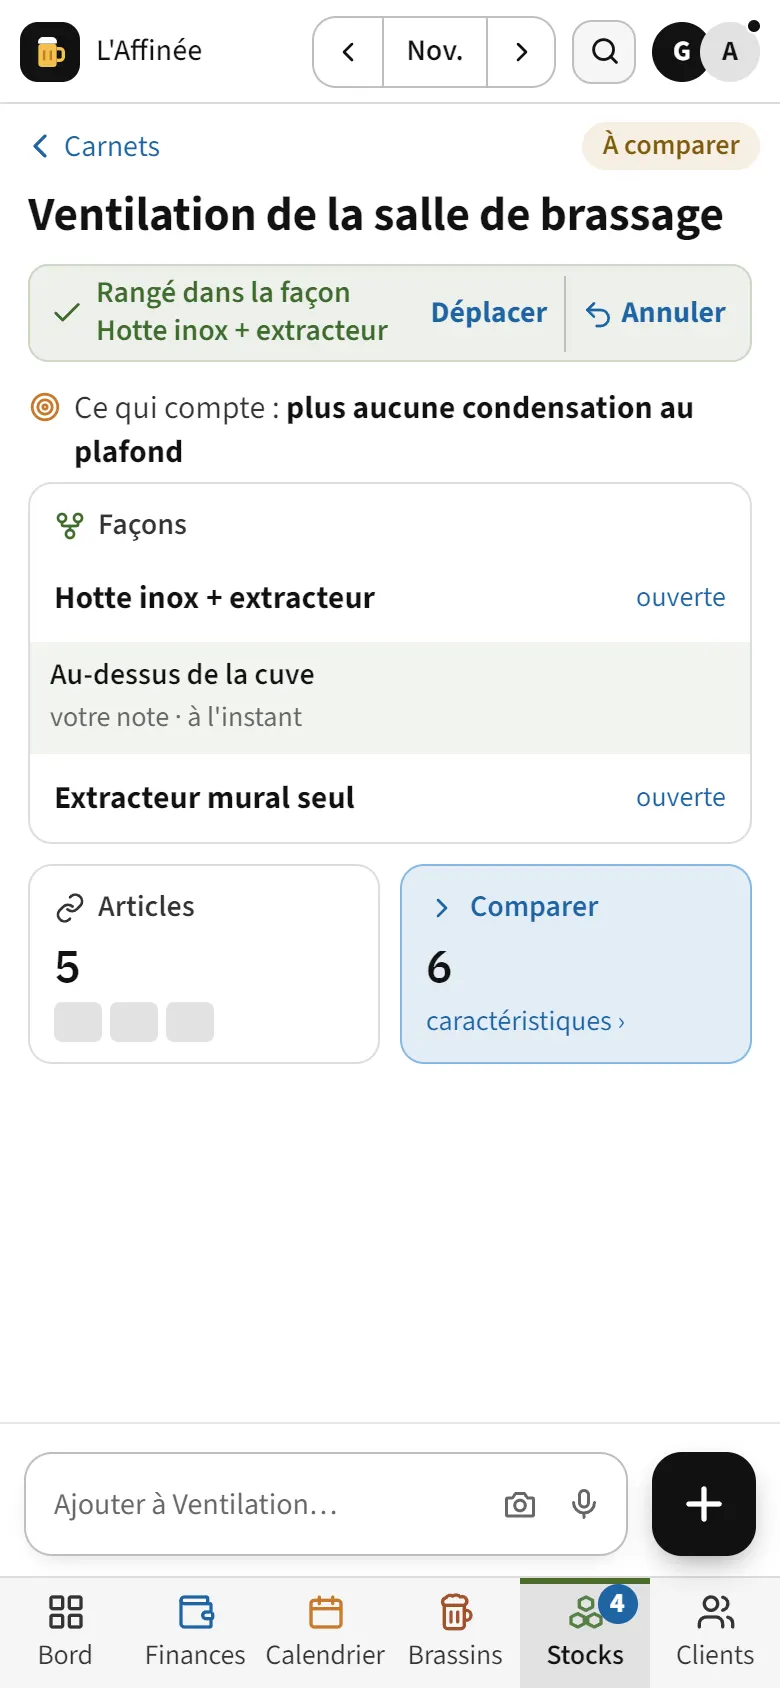 L'Affinée
Nov.
G
A
Carnets
À comparer
Ventilation de la salle de brassage
Rangé dans la façon
Hotte inox + extracteur
Déplacer
Annuler
Ce qui compte : plus aucune condensation au
plafond
Façons
Hotte inox + extracteur
ouverte
Au-dessus de la cuve
votre note · à l'instant
Extracteur mural seul
ouverte
Articles
5
Comparer
6
caractéristiques ›
Ajouter à Ventilation…
Bord
Finances
Calendrier
Brassins
4
Stocks
Clients